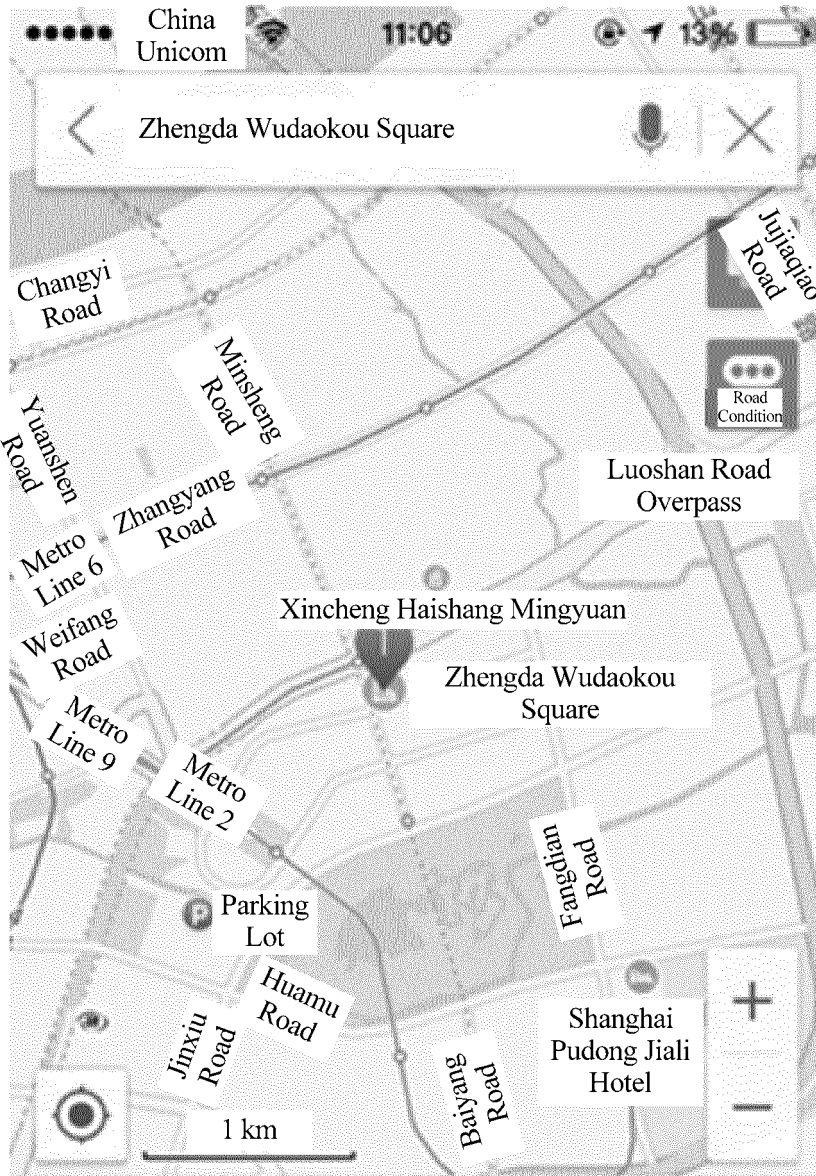 China
Unicom
11:06
13%
Zhengda Wudaokou Square
Jujiaqiao
Road
Changyi
Road
Minsheng
Road
Road
Condition
Yuanshen
Road
Luoshan Road
Overpass
Zhangyang
Road
Metro
Line 6
Xincheng Haishang Mingyuan
Weifang
Road
Zhengda Wudaokou
Square
Metro
Line 9
Metro
Line 2
Fangdian
Road
P
Parking
Lot
Huamu
Road
Jinxiu
Road
Shanghai
Pudong Jiali
Hotel
Baiyang
Road
1 km